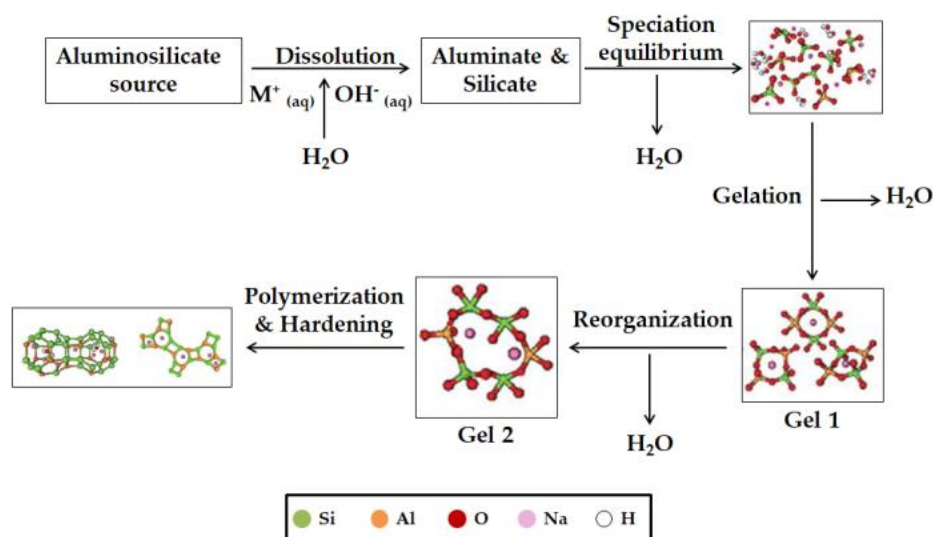 Aluminosilicate
source
Dissolution
M⁺ (aq) OH⁻ (aq)
H₂O
Aluminate &
Silicate
Speciation
equilibrium
H₂O
Gelation
H₂O
Gel 1
Reorganization
H₂O
Gel 2
Polymerization
& Hardening
Si Al O Na H